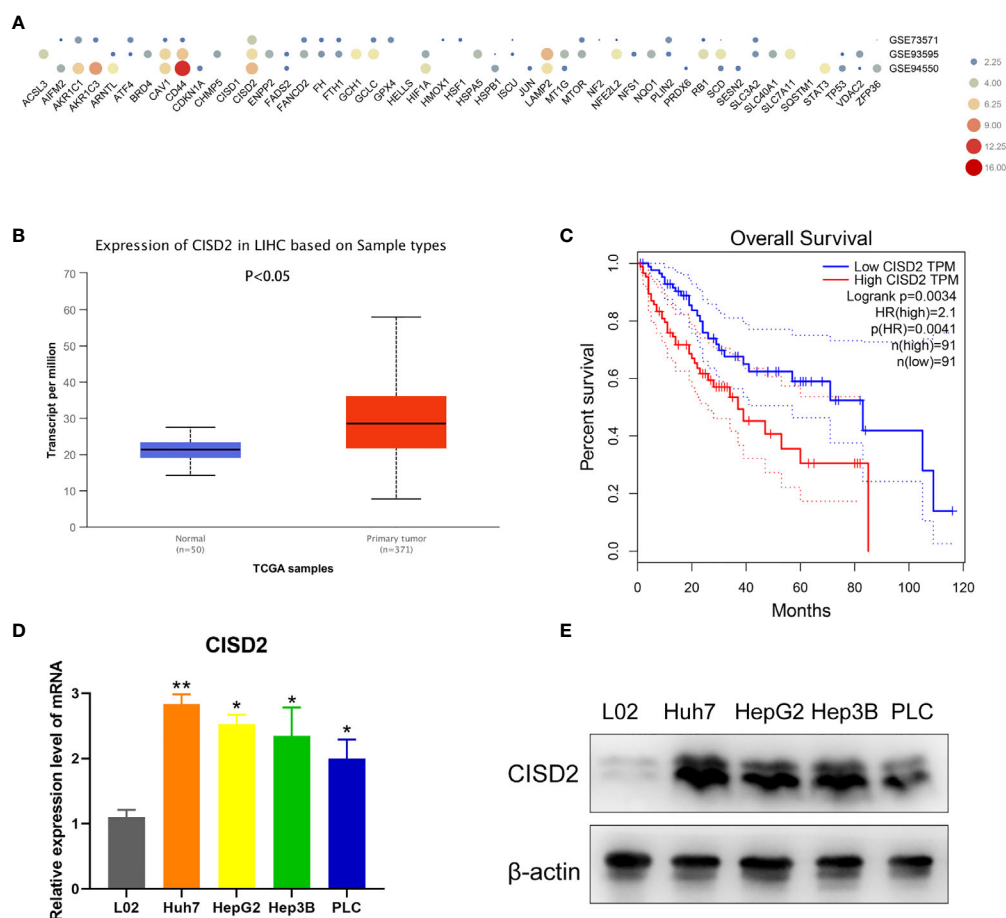 A
GSE73571
GSE93595
GSE94550
ACSL3 AIFM2 AKR1C1 AKR1C3 ARNTL ATF4 BRD4 CAV1 CD44 CDKN1A CHMP5 CISD1 CISD2 ENPP2 FADS2 FANCD2 FH FTH1 GCH1 GCLC GPX4 HELLS HIF1A HMOX1 HSF1 HSPA5 HSPB1 ISCU JUN LAMP2 MT1G MTOR NF2 NFE2L2 NFS1 NQO1 PLIN2 PRDX6 RB1 SCD SESN2 SLC3A2 SLC40A1 SLC7A11 SQSTM1 STAT3 TP53 VDAC2 ZFP36
2.25
4.00
6.25
9.00
12.25
16.00
B
Expression of CISD2 in LIHC based on Sample types
P<0.05
Transcript per million
70
60
50
40
30
20
10
0
Normal
(n=50)
Primary tumor
(n=371)
TCGA samples
C
Overall Survival
Low CISD2 TPM
High CISD2 TPM
Logrank p=0.0034
HR(high)=2.1
p(HR)=0.0041
n(high)=91
n(low)=91
Percent survival
1.0
0.8
0.6
0.4
0.2
0.0
0 20 40 60 80 100 120
Months
D
CISD2
Relative expression level of mRNA
3
2
1
0
** * * *
L02 Huh7 HepG2 Hep3B PLC
E
L02 Huh7 HepG2 Hep3B PLC
CISD2
β-actin